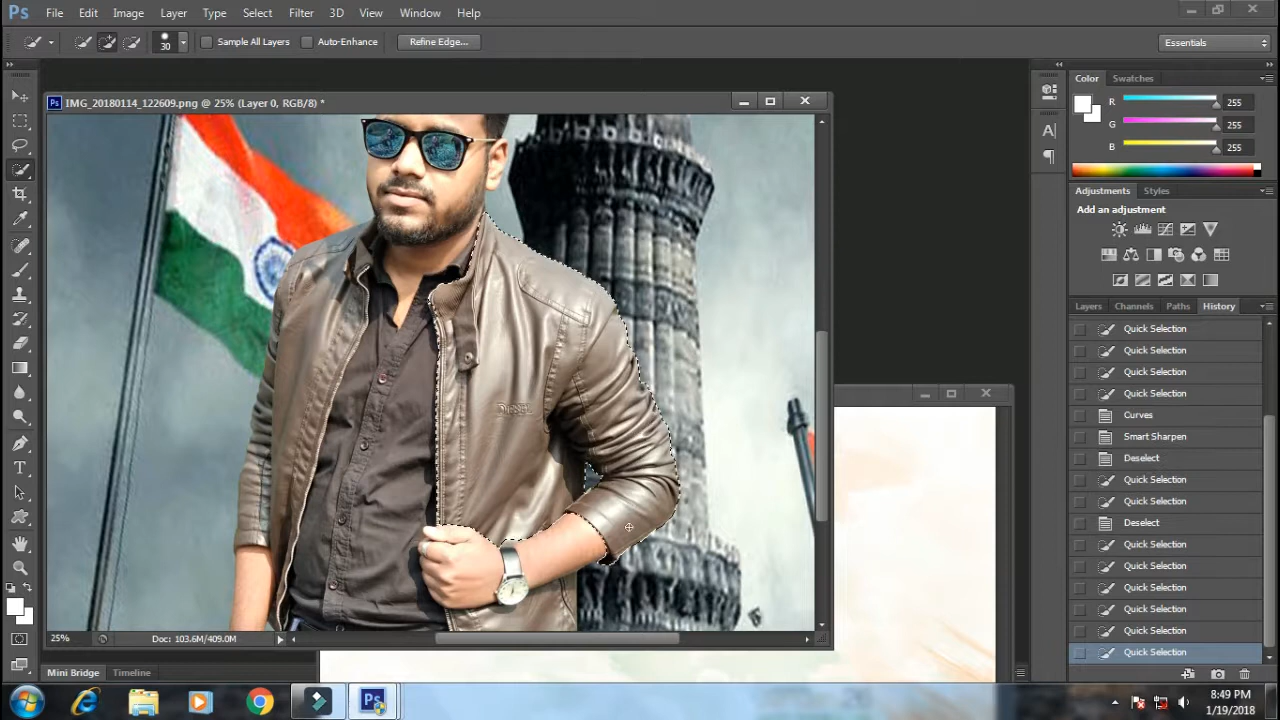 Ps File Edit Image Layer Type Select Filter 3D View Window Help
30 Sample All Layers Auto-Enhance Refine Edge... Essentials
Ps IMG_20180114_122609.png @ 25% (Layer 0, RGB/8) *
Color Swatches
R 255
G 255
B 255
Adjustments Styles
Add an adjustment
Layers Channels Paths History
Quick Selection
Quick Selection
Quick Selection
Quick Selection
Curves
Smart Sharpen
Deselect
Quick Selection
Quick Selection
Deselect
Quick Selection
Quick Selection
Quick Selection
Quick Selection
Quick Selection
Quick Selection
25% Doc: 103.6M/409.0M
Mini Bridge Timeline
8:49 PM
1/19/2018